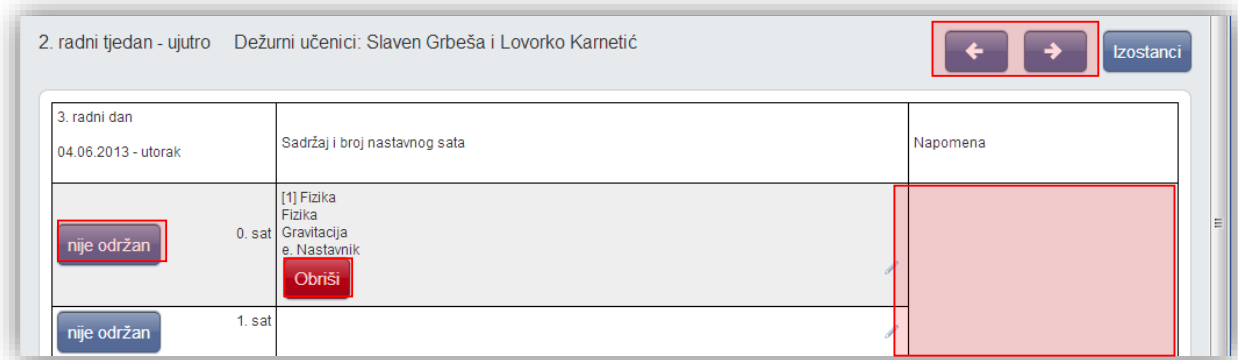 2. radni tjedan - ujutro Dežurni učenici: Slaven Grbeša i Lovorko Karnetić
Izostanci
3. radni dan
04.06.2013 - utorak
Sadržaj i broj nastavnog sata
Napomena
nije održan
0. sat
[1] Fizika
Fizika
Gravitacija
e. Nastavnik
Obriši
nije održan
1. sat